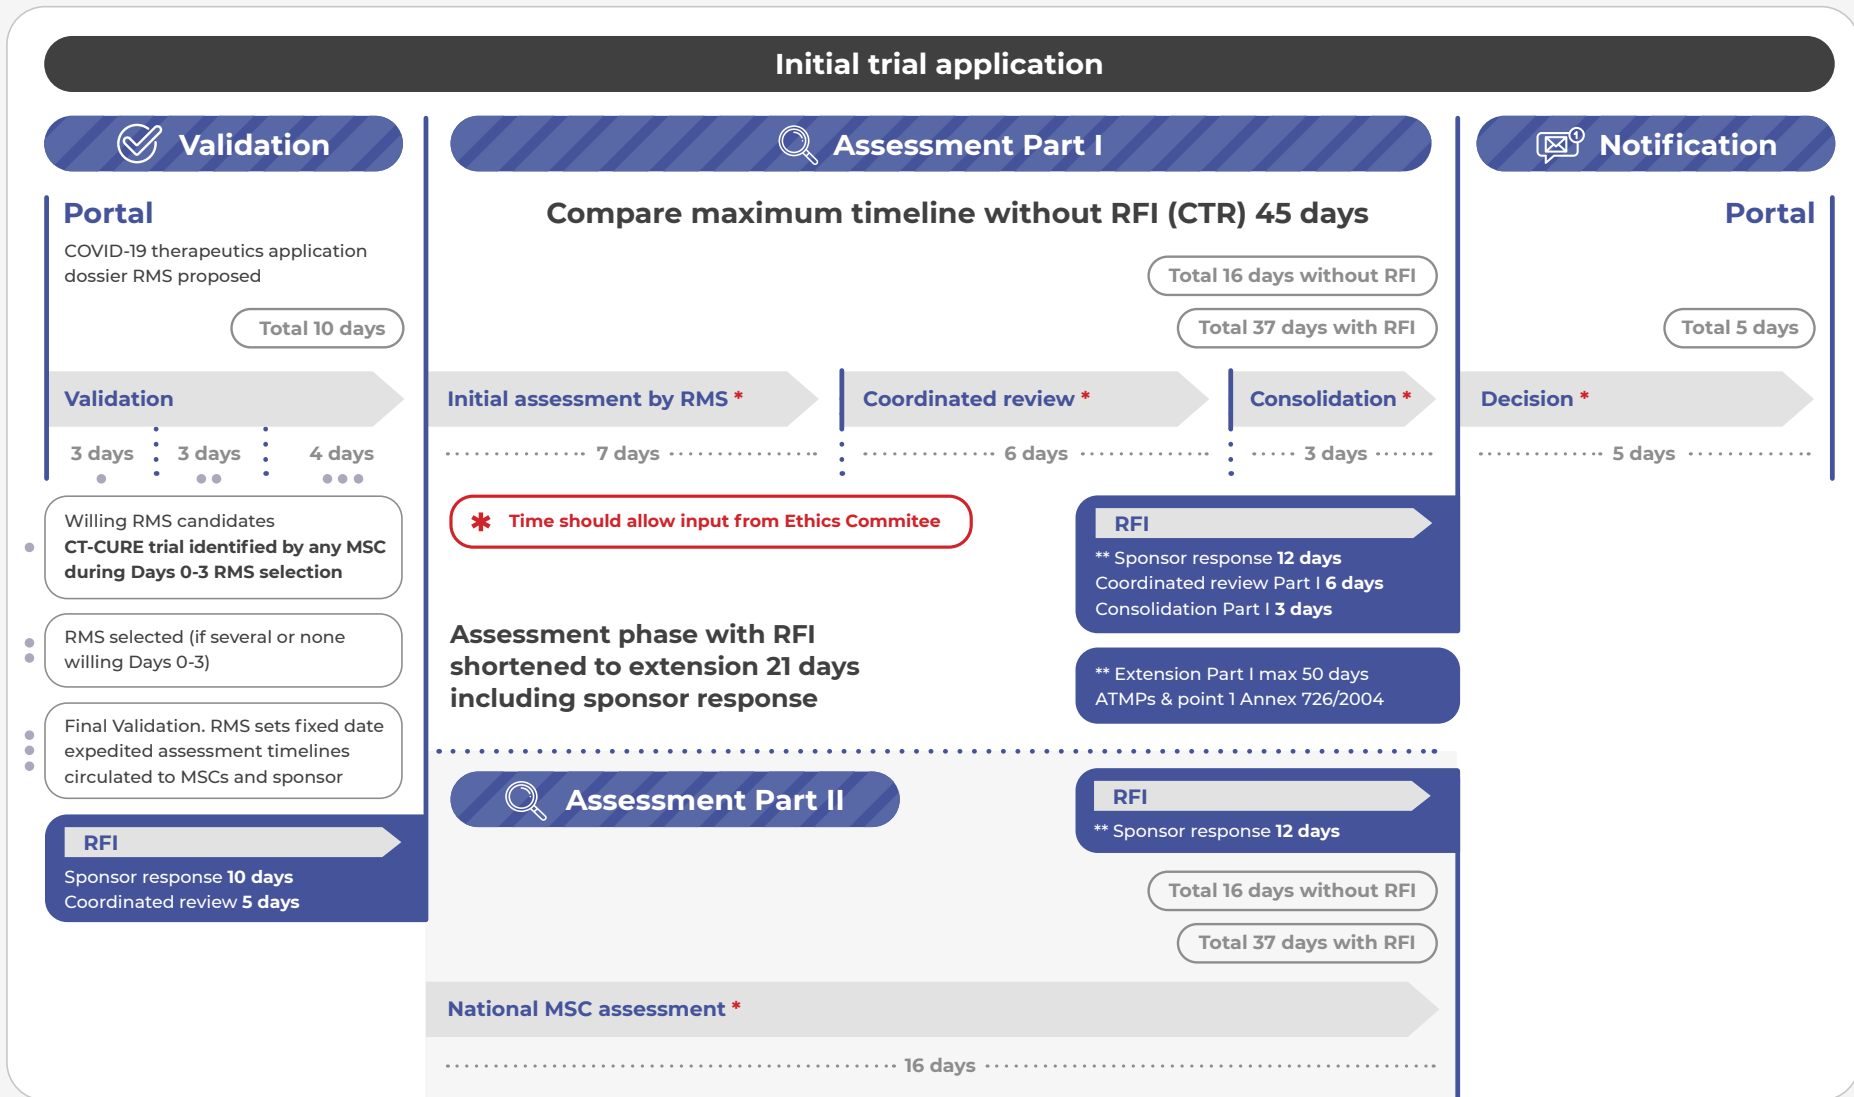 Initial trial application
Validation
Portal
COVID-19 therapeutics application
dossier RMS proposed
Total 10 days
Validation
3 days
3 days
4 days
Willing RMS candidates
CT-CURE trial identified by any MSC
during Days 0-3 RMS selection
RMS selected (if several or none
willing Days 0-3)
Final Validation. RMS sets fixed date
expedited assessment timelines
circulated to MSCs and sponsor
RFI
Sponsor response 10 days
Coordinated review 5 days
Assessment Part I
Compare maximum timeline without RFI (CTR) 45 days
Total 16 days without RFI
Total 37 days with RFI
Initial assessment by RMS *
Coordinated review *
Consolidation *
7 days
6 days
3 days
* Time should allow input from Ethics Commitee
RFI
** Sponsor response 12 days
Coordinated review Part I 6 days
Consolidation Part I 3 days
Assessment phase with RFI
shortened to extension 21 days
including sponsor response
** Extension Part I max 50 days
ATMPs & point 1 Annex 726/2004
Assessment Part II
RFI
** Sponsor response 12 days
Total 16 days without RFI
Total 37 days with RFI
National MSC assessment *
16 days
Notification
1
Portal
Total 5 days
Decision *
5 days